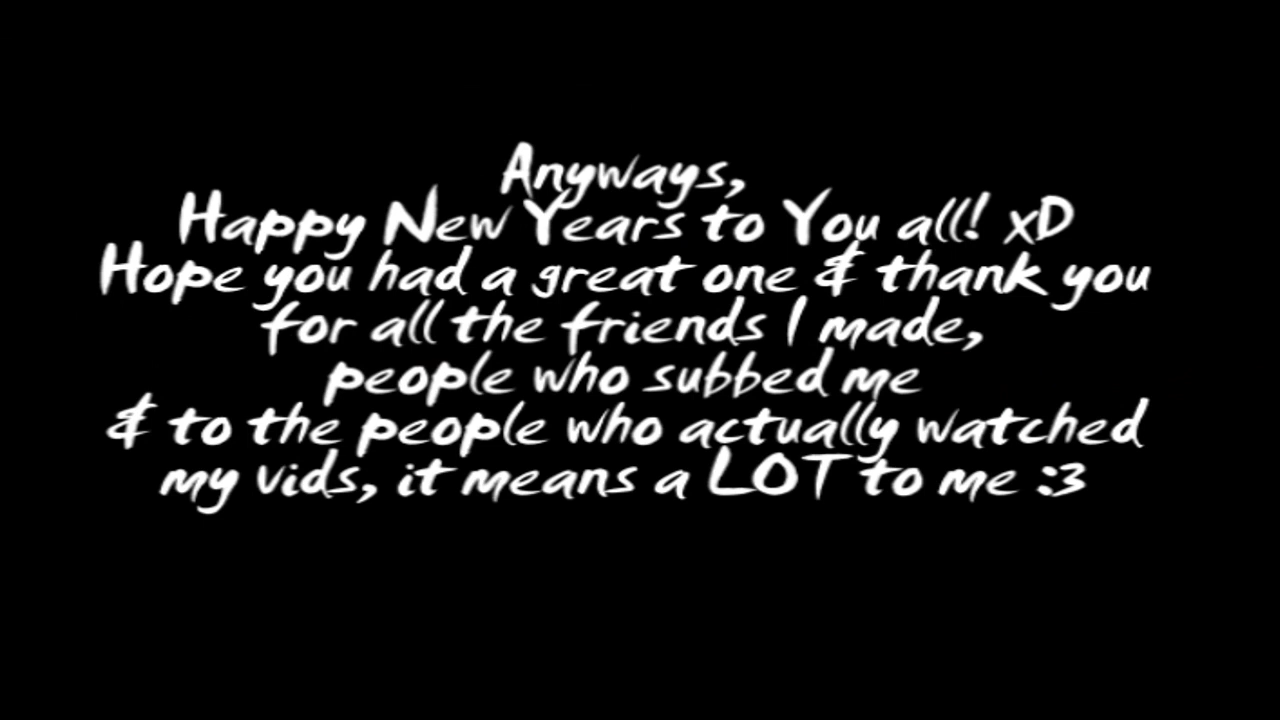 Anyways,
Happy New Years to You all! xD
Hope you had a great one & thank you
for all the friends I made,
people who subbed me
& to the people who actually watched
my vids, it means a LOT to me :3